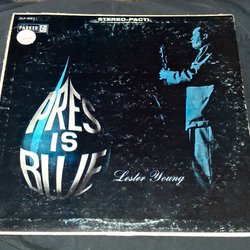 STEREO-PACT!
PARKER
PRES
IS
BLUE
Lester Young